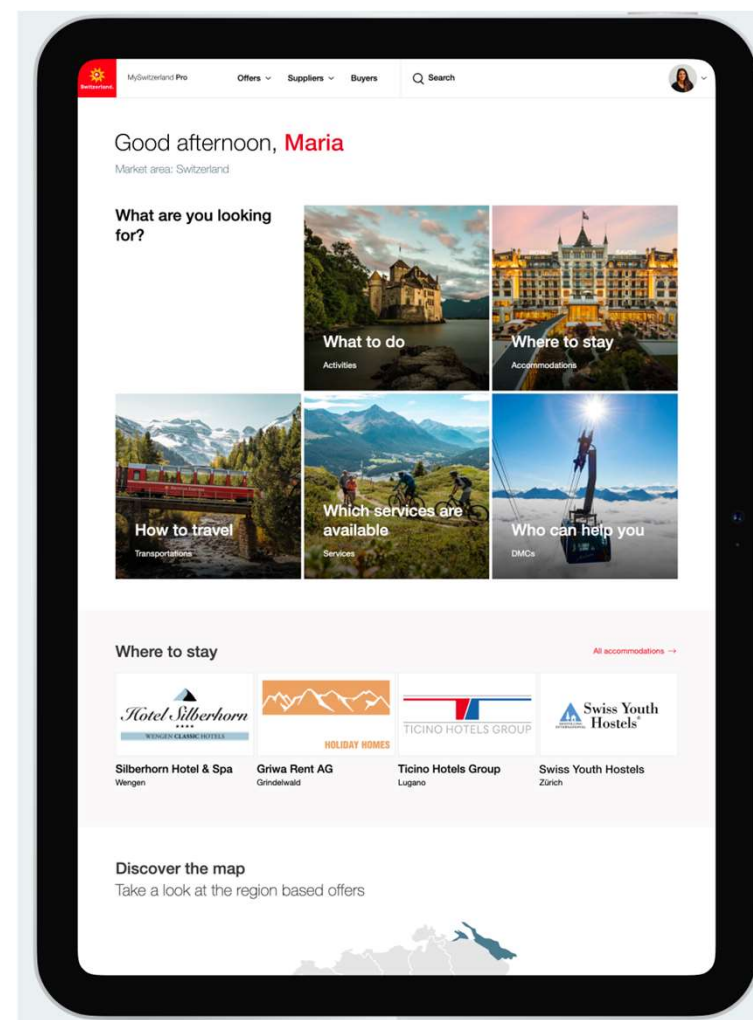 Switzerland.
MySwitzerland Pro
Offers
Suppliers
Buyers
Search
Good afternoon, Maria
Market area: Switzerland
What are you looking
for?
What to do
Activities
Where to stay
Accommodations
How to travel
Transportations
Which services are
available
Services
Who can help you
DMCs
Where to stay
All accommodations →
Hotel Silberhorn
WENGEN CLASSIC HOTELS
HOLIDAY HOMES
TICINO HOTELS GROUP
Swiss Youth
Hostels®
Silberhorn Hotel & Spa
Wengen
Griwa Rent AG
Grindelwald
Ticino Hotels Group
Lugano
Swiss Youth Hostels
Zürich
Discover the map
Take a look at the region based offers